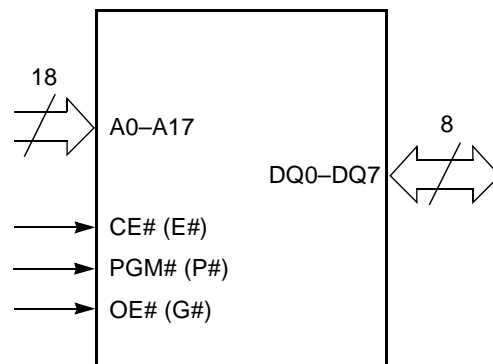 18
A0–A17
8
DQ0–DQ7
CE# (E#)
PGM# (P#)
OE# (G#)